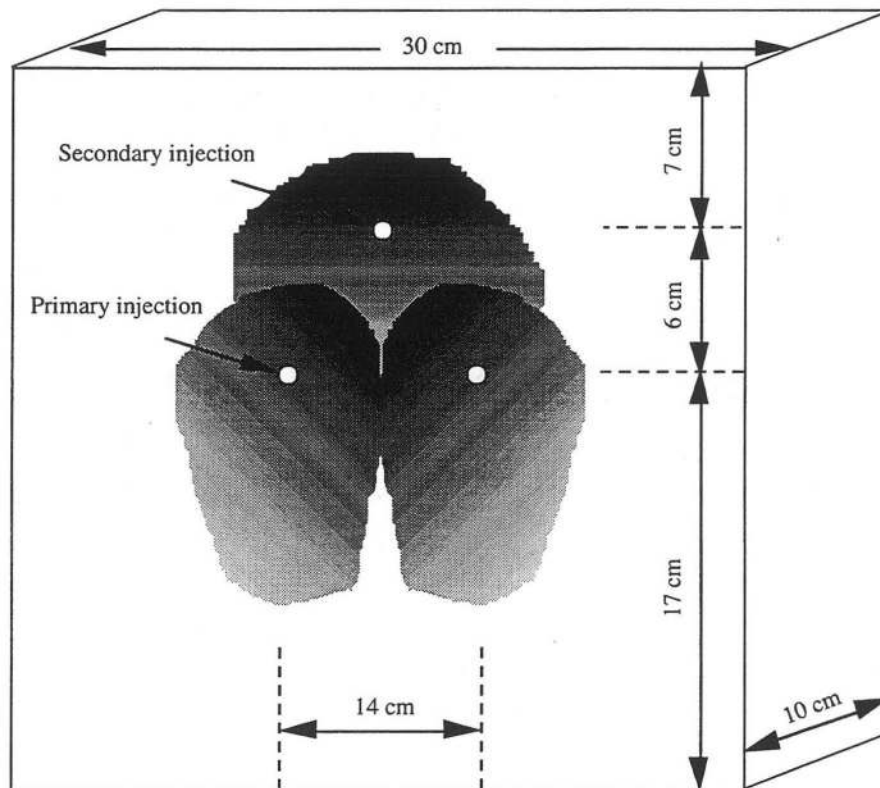 30 cm
7 cm
Secondary injection
6 cm
Primary injection
17 cm
14 cm
10 cm